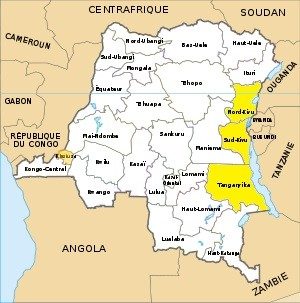 CENTRAFRIQUE
SOUDAN
CAMEROUN
Nord-Ubangi
Bas-Uele
Haut-Uele
Sud-Ubangi
Mongala
Ituri
OUGANDA
Équateur
Tshopo
GABON
Tshuapa
Nord-Kivu
RWANDA
RÉPUBLIQUE
DU CONGO
Mai-Ndombe
Sankuru
Maniema
Sud-Kivu
BURUNDI
Kinshasa
TANZANIE
Kongo-Central
Kwilu
Kasaï
Kasaï-
Oriental
Lomami
Tanganyika
Kwango
Lulua
Haut-Lomami
ANGOLA
Lualaba
Haut-Katanga
ZAMBIE